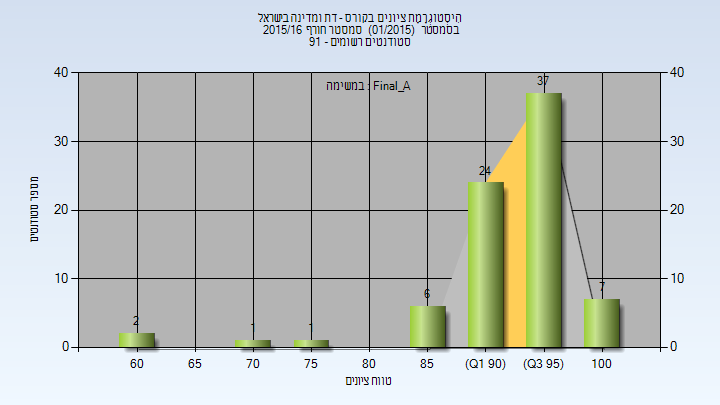 היסטוגרמת ציונים בקורס - דת ומדינה בישראל
בסמסטר (01/2015) סמסטר חורף 2015/16
סטודנטים רשומים - 91
במשימה : Final_A
40 40
30 30
20 20
10 10
0 0
מספר סטודנטים
2 1 1 6 24 37 7
60 65 70 75 80 85 (Q1 90) (Q3 95) 100
טווח ציונים